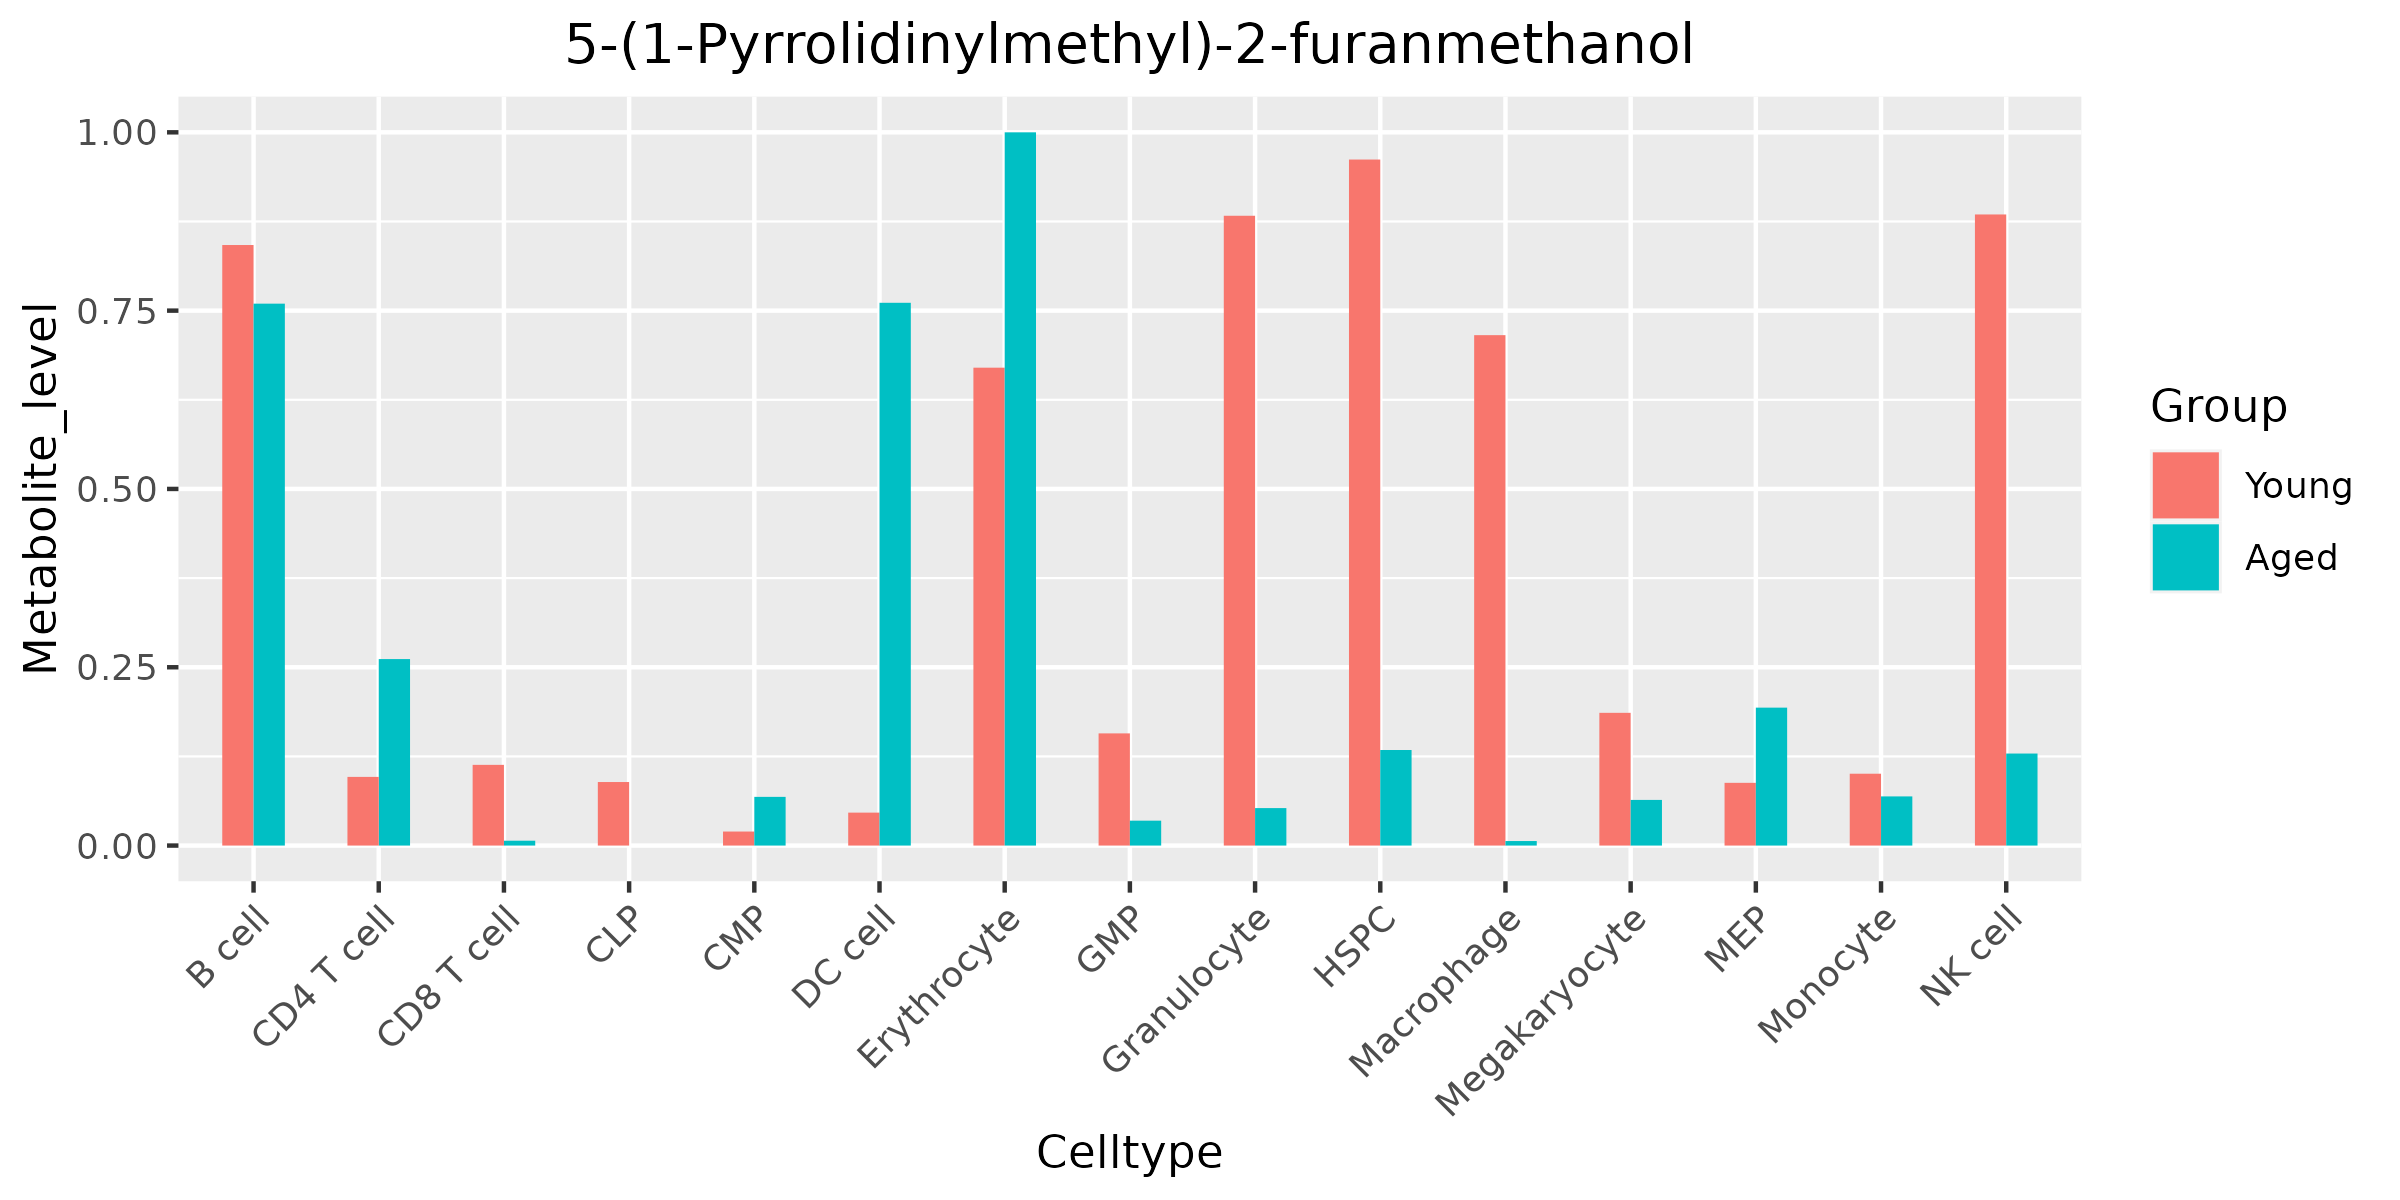 5-(1-Pyrrolidinylmethyl)-2-furanmethanol
Metabolite_level
1.00
0.75
0.50
0.25
0.00
B cell
CD4 T cell
CD8 T cell
CLP
CMP
DC cell
Erythrocyte
GMP
Granulocyte
HSPC
Macrophage
Megakaryocyte
MEP
Monocyte
NK cell
Celltype
Group
Young
Aged